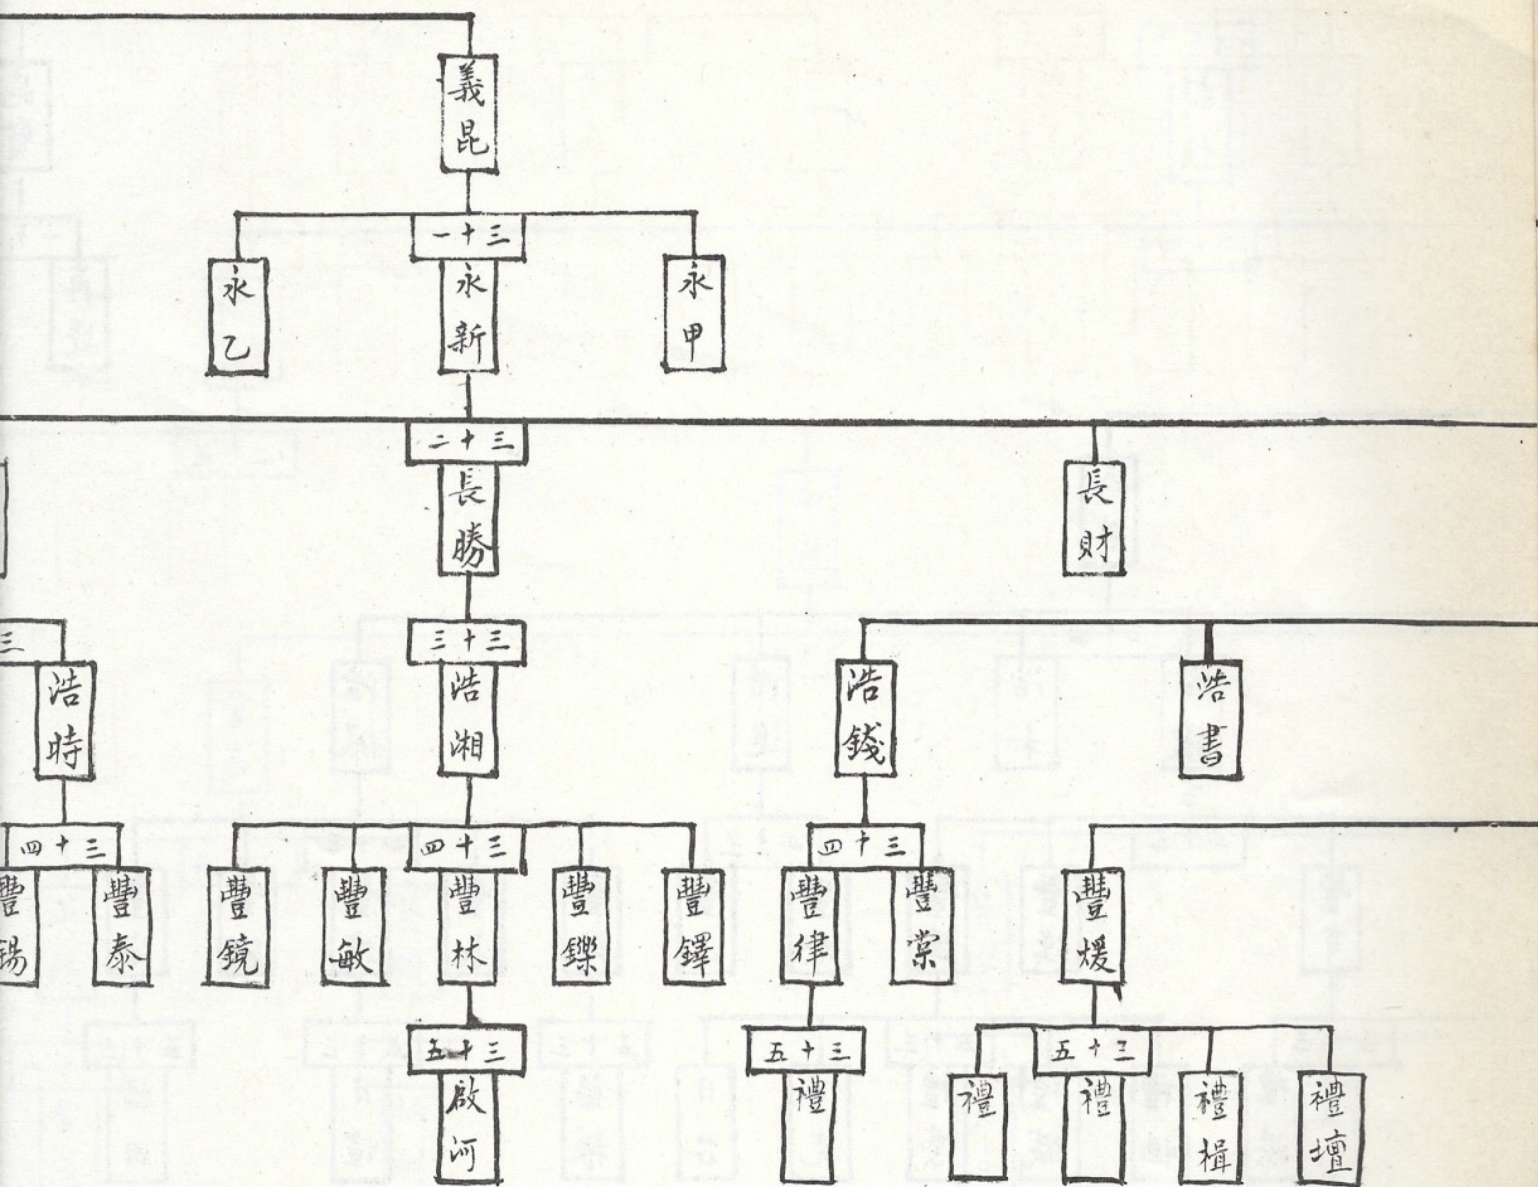 義昆
三十一
永甲
永新
永乙
三十二
長財
長勝
三十三
浩書
浩錢
浩湘
浩時
三
三十四
三十四
三十四
豐煖
豐棠
豐律
豐鐸
豐鑠
豐林
豐敏
豐鏡
豐泰
豐錫
三十五
三十五
三十五
禮壇
禮楫
禮
禮
禮
啟河